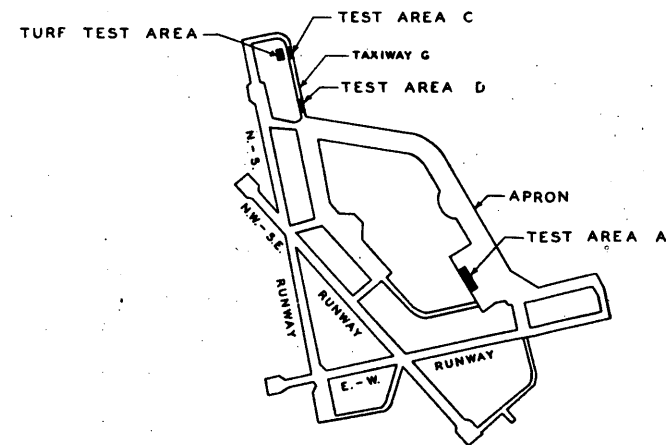 TEST AREA C
TURF TEST AREA
TAXIWAY G
TEST AREA D
N.-S.
N.W.-S.E.
APRON
TEST AREA A
RUNWAY
RUNWAY
RUNWAY
E.-W.